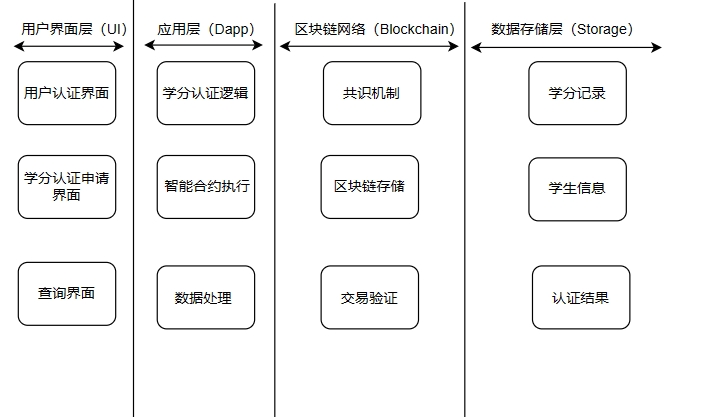 用户界面层（UI）
应用层（Dapp）
区块链网络（Blockchain）
数据存储层（Storage）
用户认证界面
学分认证逻辑
共识机制
学分记录
学分认证申请
界面
智能合约执行
区块链存储
学生信息
查询界面
数据处理
交易验证
认证结果